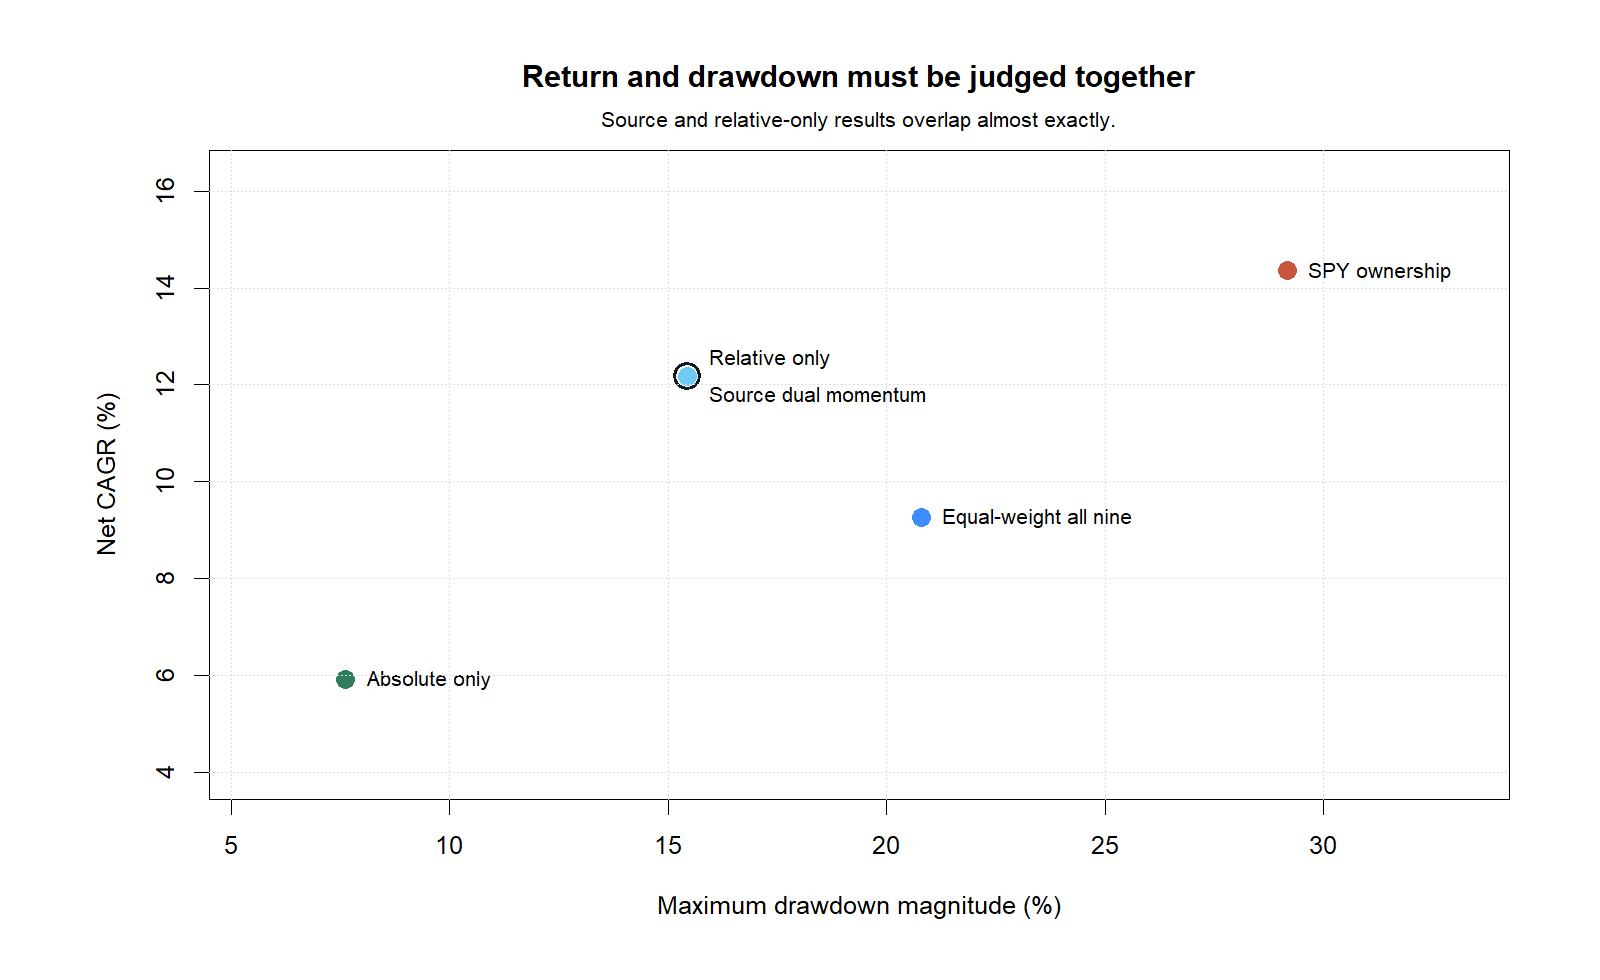 Return and drawdown must be judged together
Source and relative-only results overlap almost exactly.
Net CAGR (%)
16
14
12
10
8
6
4
SPY ownership
Relative only
Source dual momentum
Equal-weight all nine
Absolute only
5 10 15 20 25 30
Maximum drawdown magnitude (%)